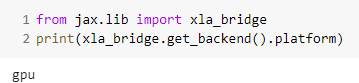 1 from jax.lib import xla_bridge
2 print(xla_bridge.get_backend().platform)
gpu